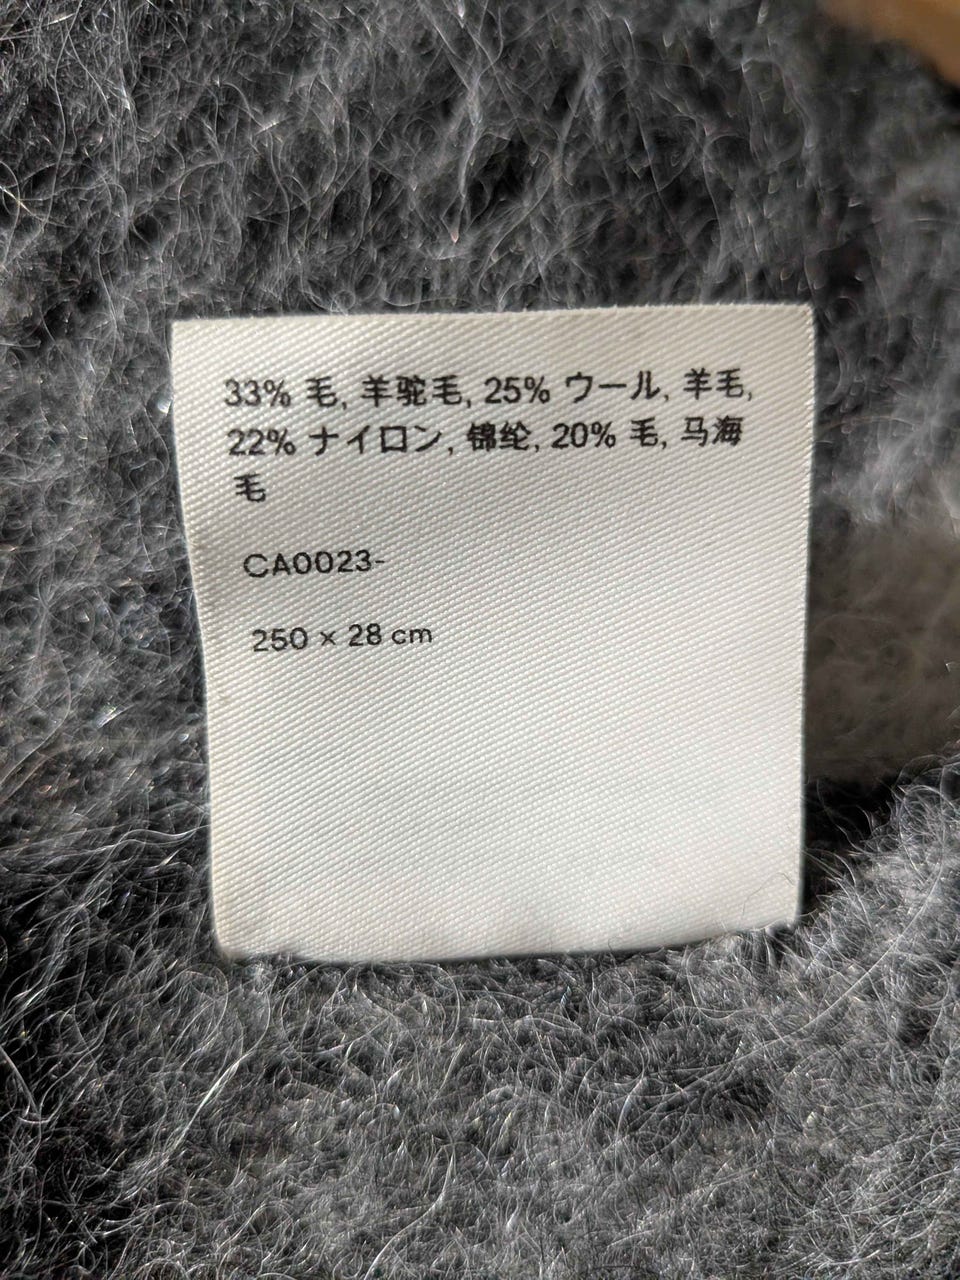 33% 毛, 羊驼毛, 25% ウール, 羊毛,
22% ナイロン, 锦纶, 20% 毛, 马海
毛
CA0023-
250 × 28 cm